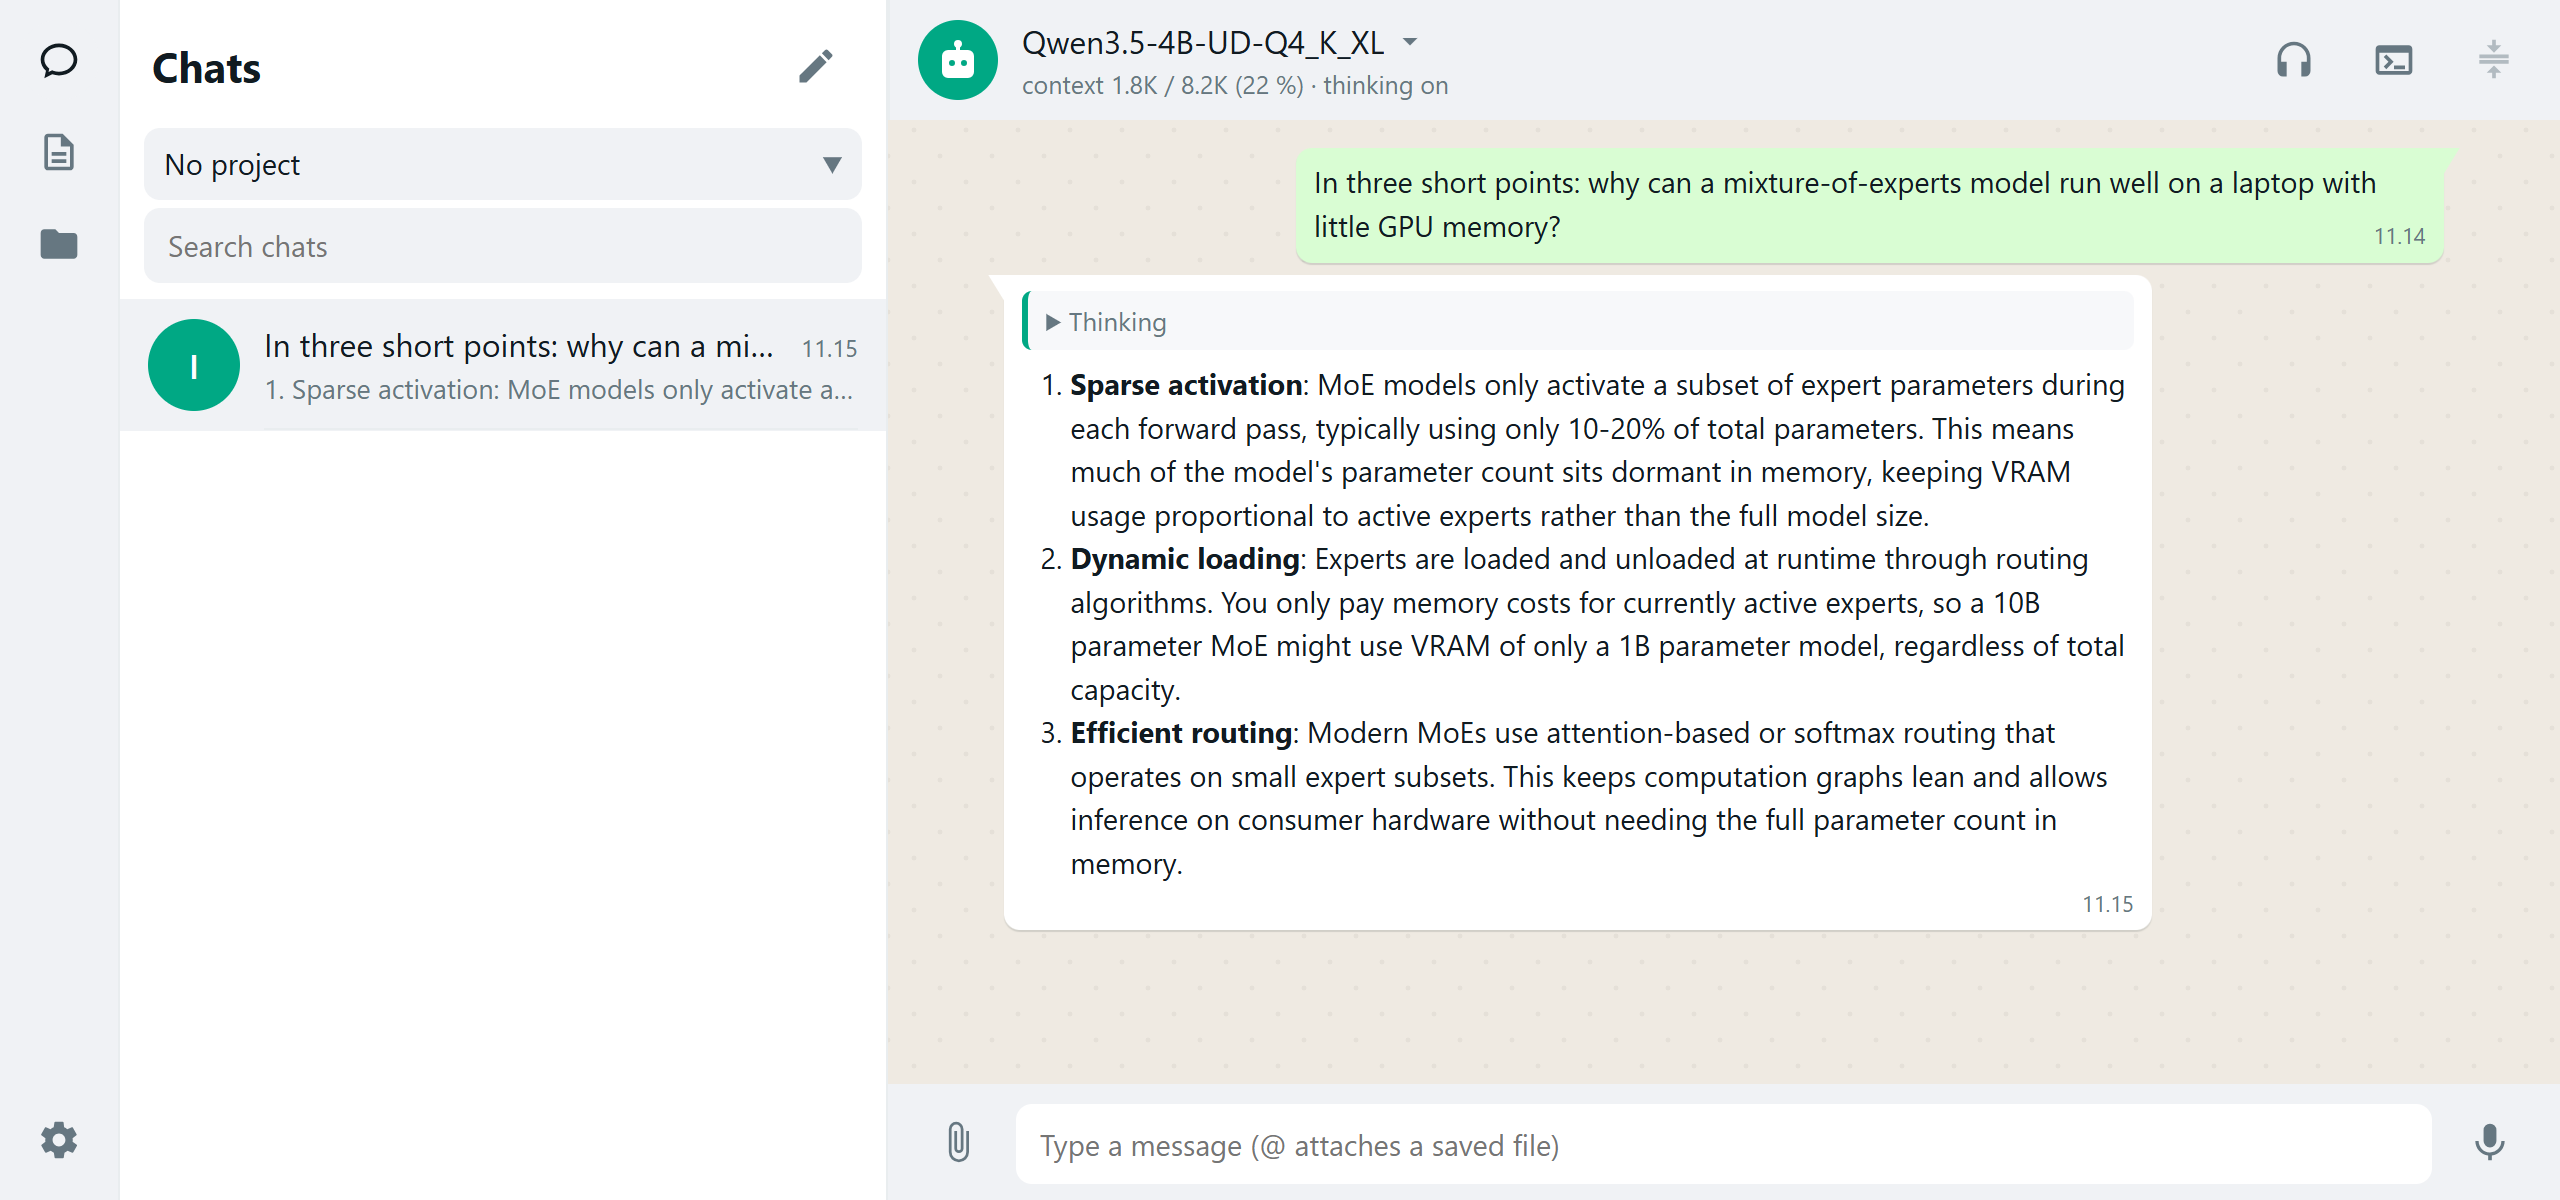 Chats
No project
Search chats
I
In three short points: why can a mi... 11.15
1. Sparse activation: MoE models only activate a...
Qwen3.5-4B-UD-Q4_K_XL
context 1.8K / 8.2K (22 %) · thinking on
In three short points: why can a mixture-of-experts model run well on a laptop with
little GPU memory?
11.14
Thinking
1. Sparse activation: MoE models only activate a subset of expert parameters during
each forward pass, typically using only 10-20% of total parameters. This means
much of the model's parameter count sits dormant in memory, keeping VRAM
usage proportional to active experts rather than the full model size.
2. Dynamic loading: Experts are loaded and unloaded at runtime through routing
algorithms. You only pay memory costs for currently active experts, so a 10B
parameter MoE might use VRAM of only a 1B parameter model, regardless of total
capacity.
3. Efficient routing: Modern MoEs use attention-based or softmax routing that
operates on small expert subsets. This keeps computation graphs lean and allows
inference on consumer hardware without needing the full parameter count in
memory.
11.15
Type a message (@ attaches a saved file)